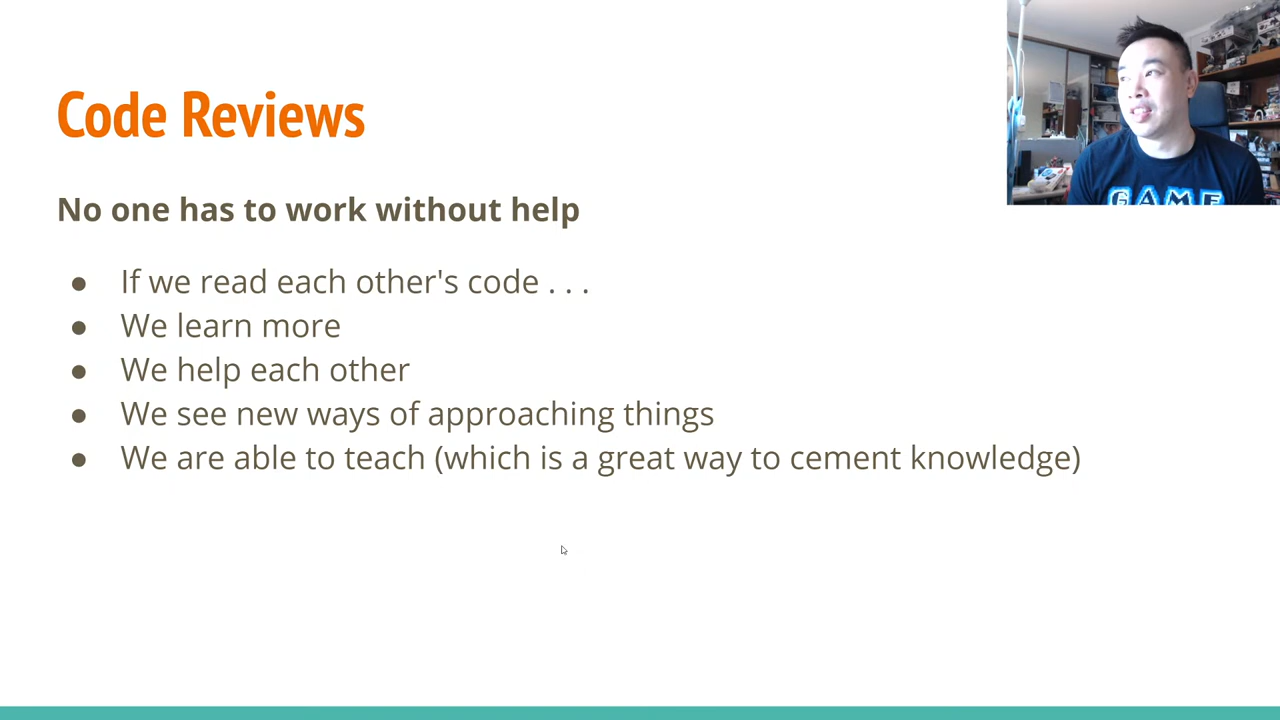 Code Reviews
No one has to work without help
● If we read each other's code . . .
● We learn more
● We help each other
● We see new ways of approaching things
● We are able to teach (which is a great way to cement knowledge)
GAME